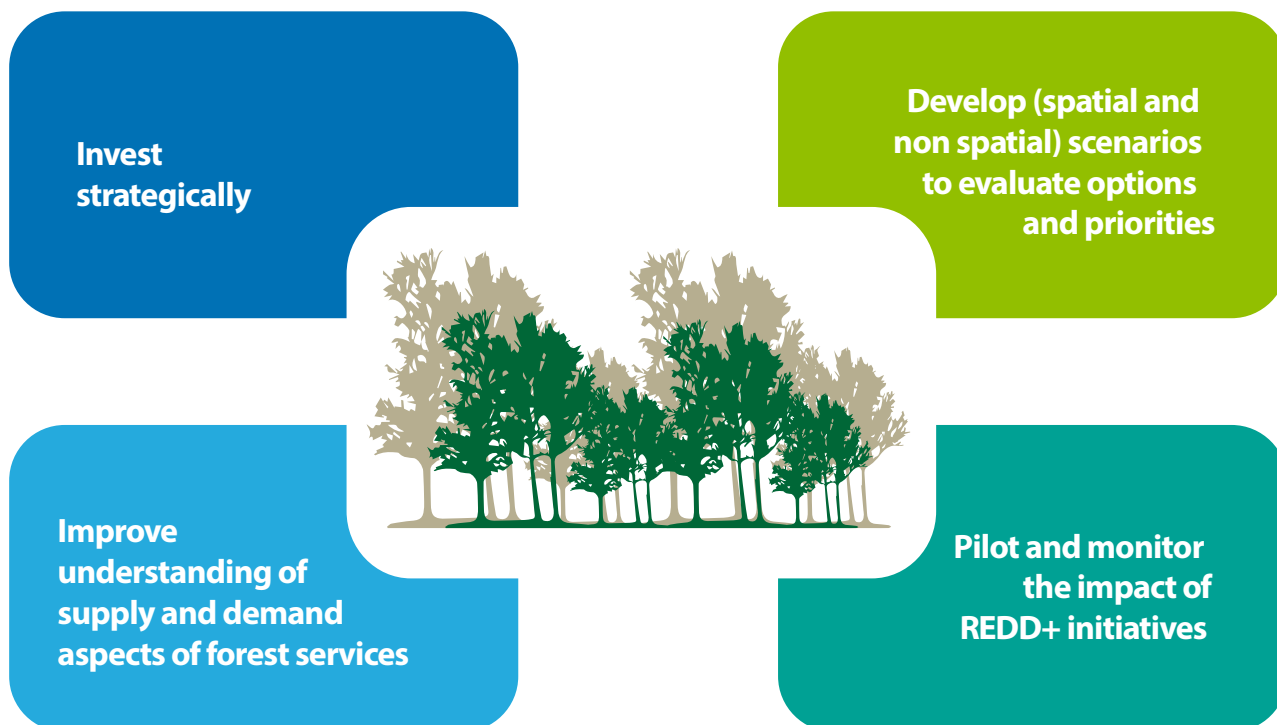 Invest
strategically
Develop (spatial and
non spatial) scenarios
to evaluate options
and priorities
Improve
understanding of
supply and demand
aspects of forest services
Pilot and monitor
the impact of
REDD+ initiatives